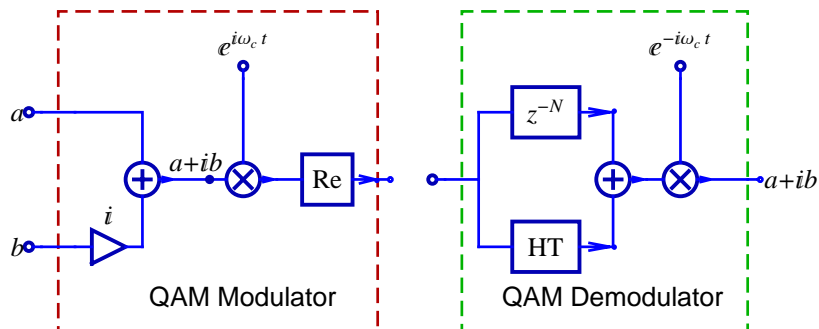 e^{iω_c t}
a
a+ib
Re
i
b
QAM Modulator
e^{-iω_c t}
z^{-N}
a+ib
HT
QAM Demodulator